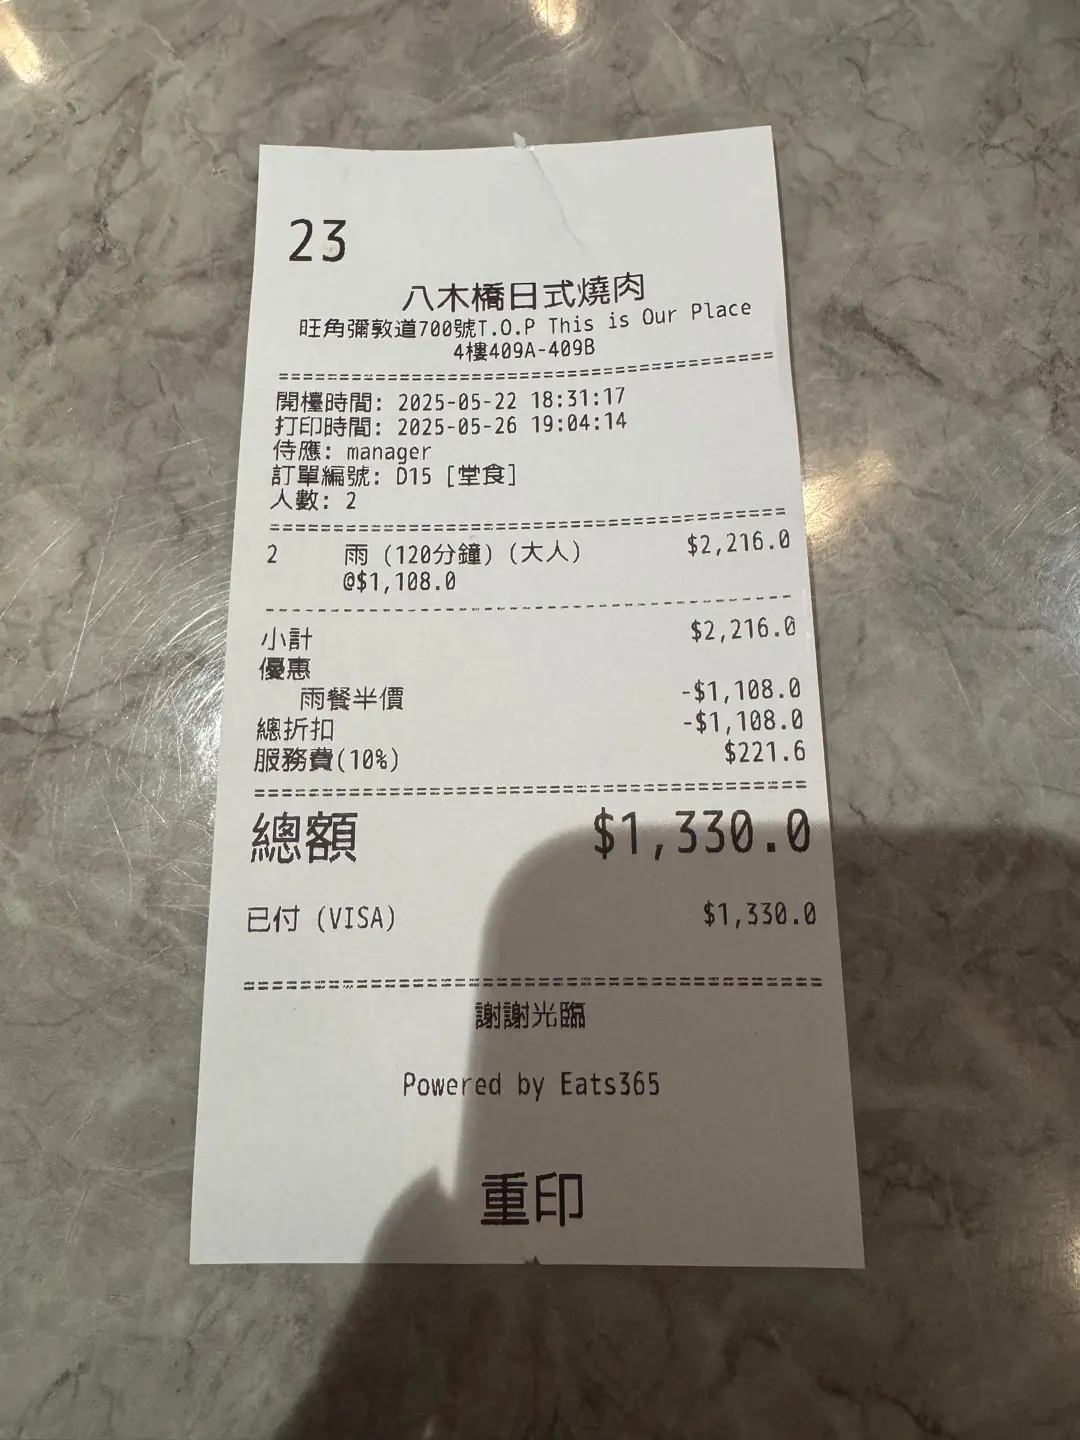 23
八木橋日式燒肉
旺角彌敦道700號T.O.P This is Our Place
4樓409A-409B
開檯時間: 2025-05-22 18:31:17
打印時間: 2025-05-26 19:04:14
侍應: manager
訂單編號: D15 [堂食]
人數: 2
2 雨 (120分鐘) (大人) $2,216.0
@$1,108.0
小計 $2,216.0
優惠
雨餐半價 -$1,108.0
總折扣 -$1,108.0
服務費(10%) $221.6
總額 $1,330.0
已付 (VISA) $1,330.0
謝謝光臨
Powered by Eats365
重印